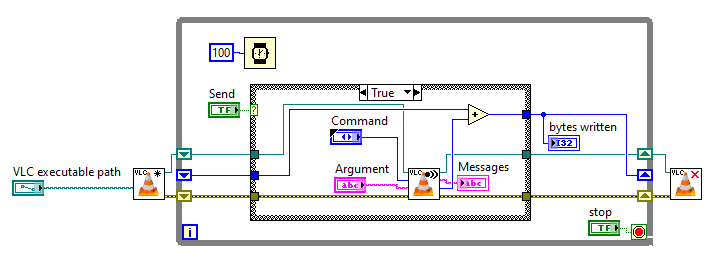 100
Send
TF
?
True
Command
bytes written
I32
VLC executable path
VLC
Argument
abc
VLC
Messages
abc
VLC
stop
TF
i